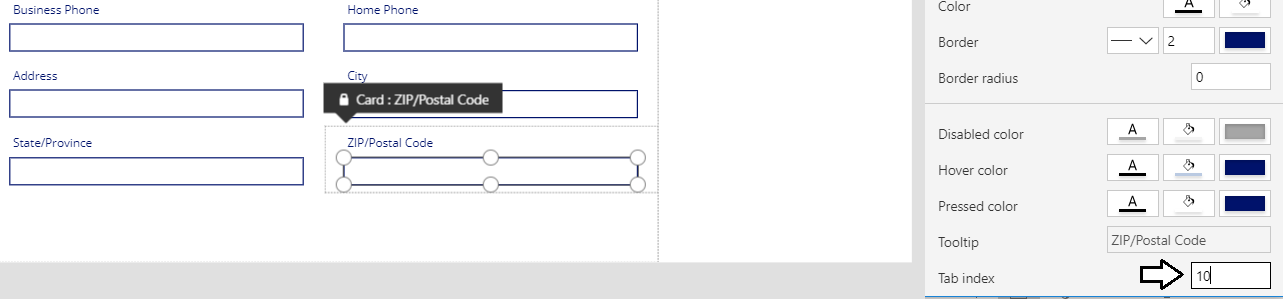 Business Phone
Home Phone
Address
City
Card : ZIP/Postal Code
State/Province
ZIP/Postal Code
Color
A
Border
2
Border radius
0
Disabled color
A
Hover color
A
Pressed color
A
Tooltip
ZIP/Postal Code
Tab index
10